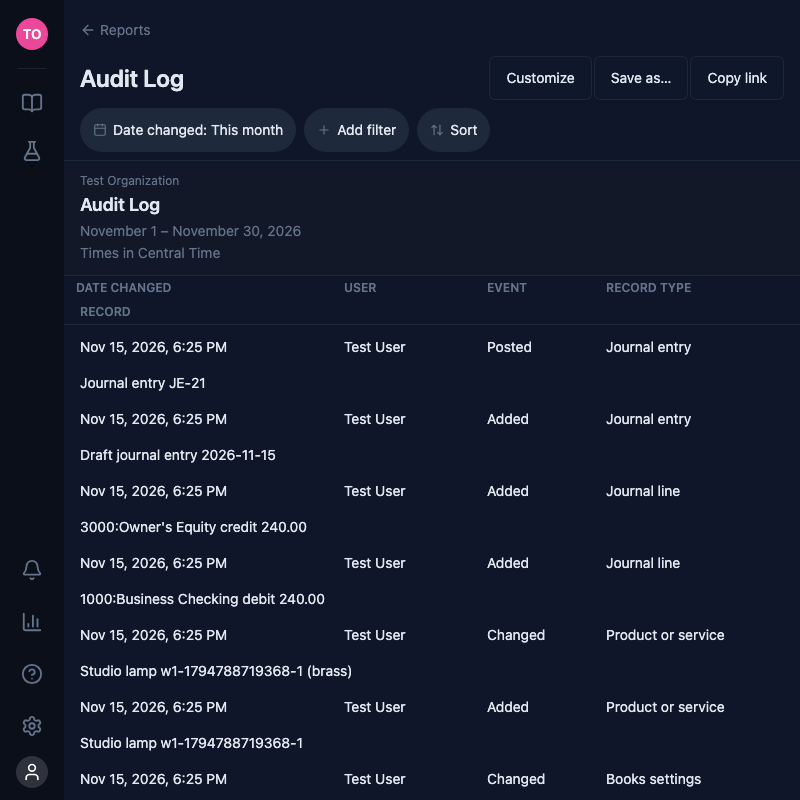 TO
Reports
Audit Log
Customize
Save as...
Copy link
Date changed: This month
Add filter
Sort
Test Organization
Audit Log
November 1 – November 30, 2026
Times in Central Time
DATE CHANGED USER EVENT RECORD TYPE
RECORD
Nov 15, 2026, 6:25 PM Test User Posted Journal entry
Journal entry JE-21
Nov 15, 2026, 6:25 PM Test User Added Journal entry
Draft journal entry 2026-11-15
Nov 15, 2026, 6:25 PM Test User Added Journal line
3000:Owner's Equity credit 240.00
Nov 15, 2026, 6:25 PM Test User Added Journal line
1000:Business Checking debit 240.00
Nov 15, 2026, 6:25 PM Test User Changed Product or service
Studio lamp w1-1794788719368-1 (brass)
Nov 15, 2026, 6:25 PM Test User Added Product or service
Studio lamp w1-1794788719368-1
Nov 15, 2026, 6:25 PM Test User Changed Books settings